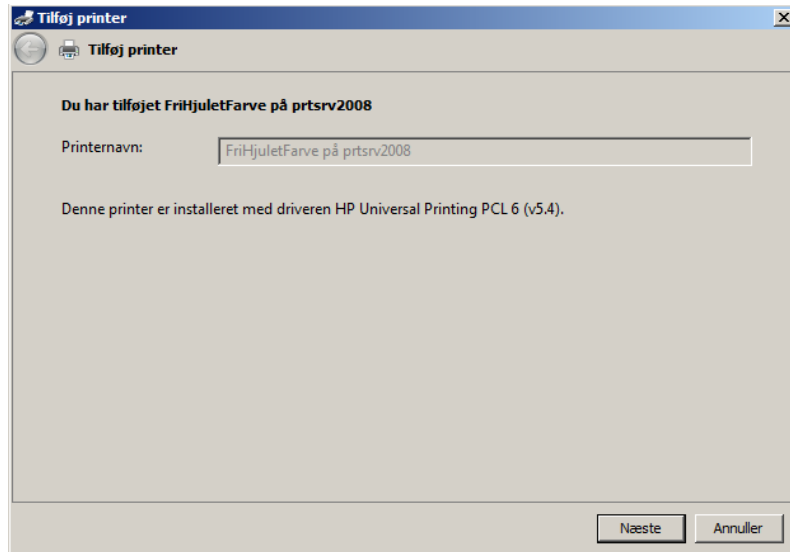 Tilføj printer
Tilføj printer
Du har tilføjet FriHjuletFarve på prtsrv2008
Printernavn: FriHjuletFarve på prtsrv2008
Denne printer er installeret med driveren HP Universal Printing PCL 6 (v5.4).
Næste Annuller